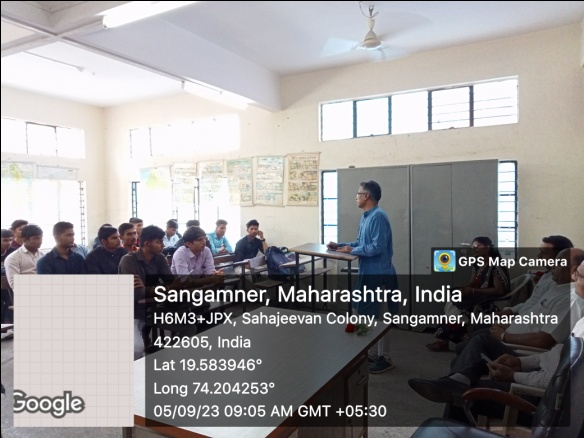 GPS Map Camera
Sangamner, Maharashtra, India
H6M3+JPX, Sahajeevan Colony, Sangamner, Maharashtra
422605, India
Lat 19.583946°
Long 74.204253°
05/09/23 09:05 AM GMT +05:30
Google